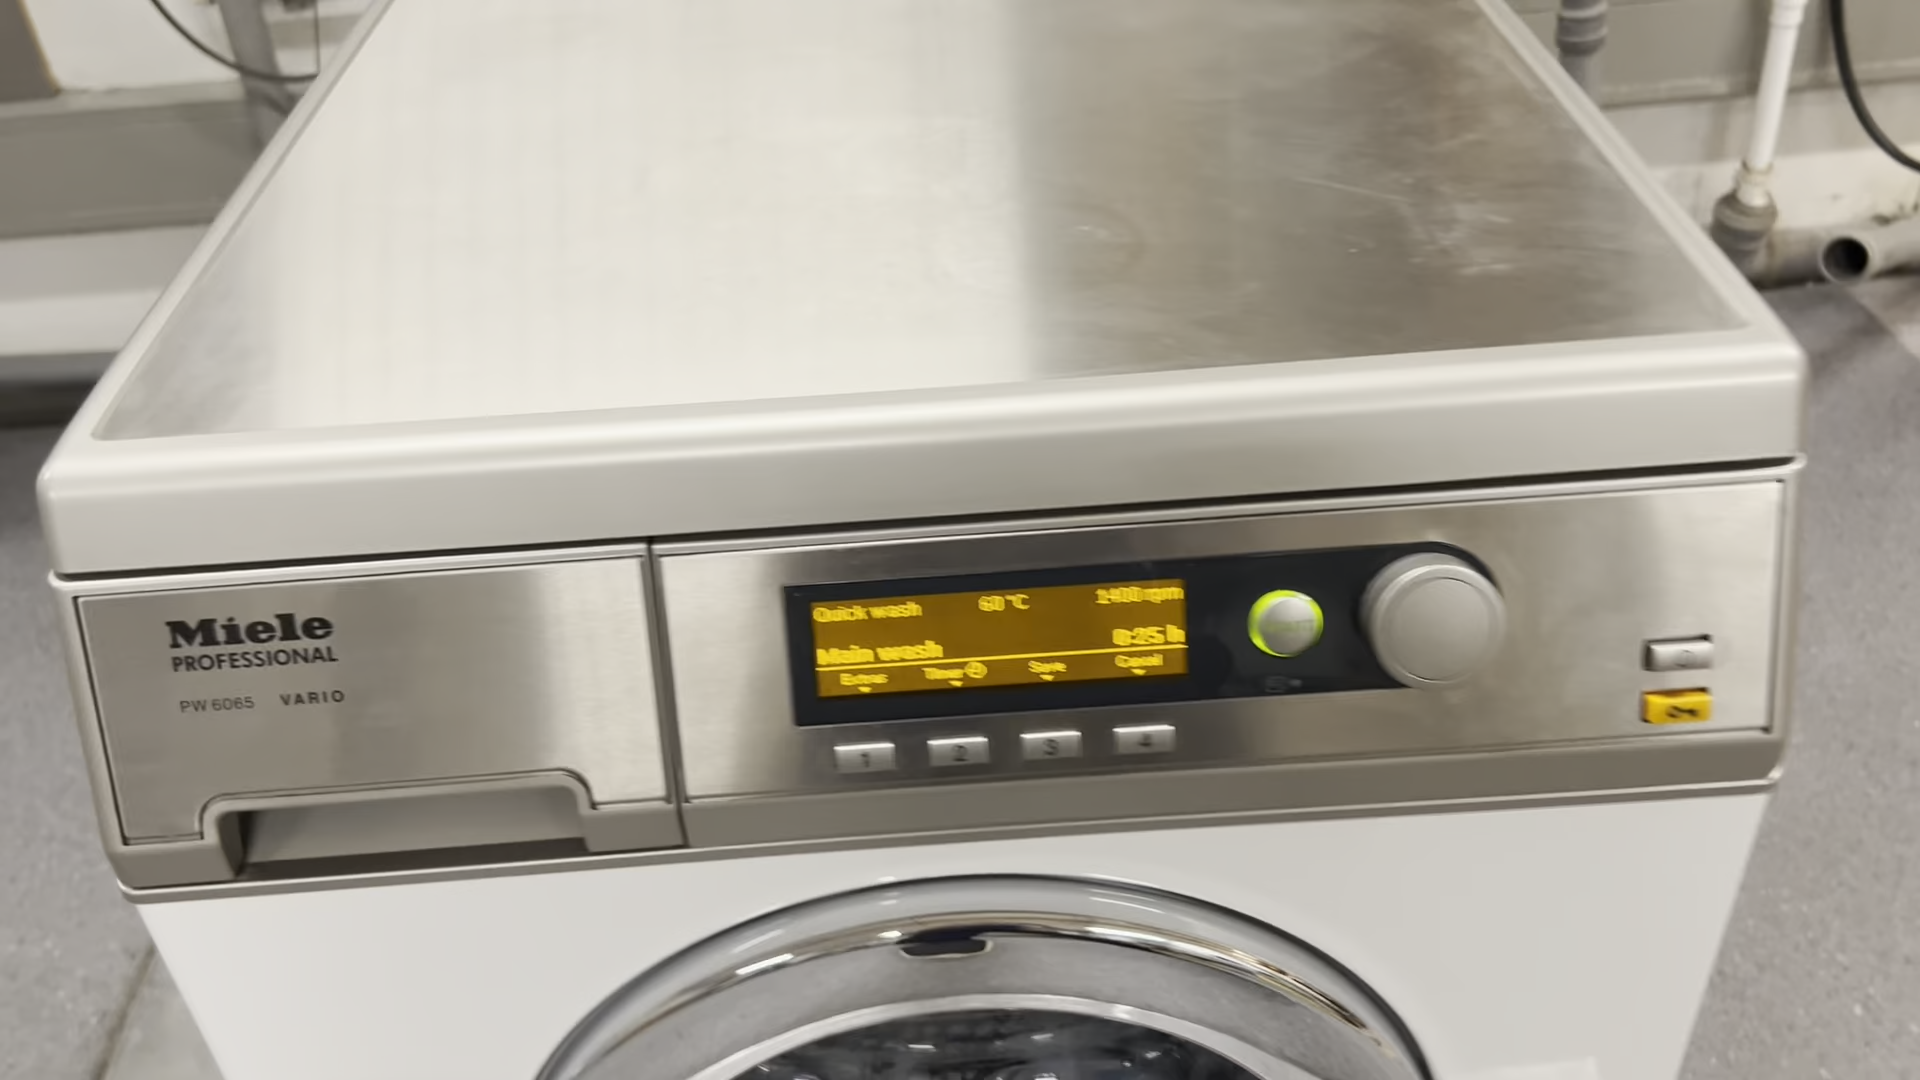 Miele
PROFESSIONAL
PW 6065 VARIO
Quick wash 60 °C 1400 rpm
Main wash 0:25 h
Extras Timer Save Cancel
1 2 3 4